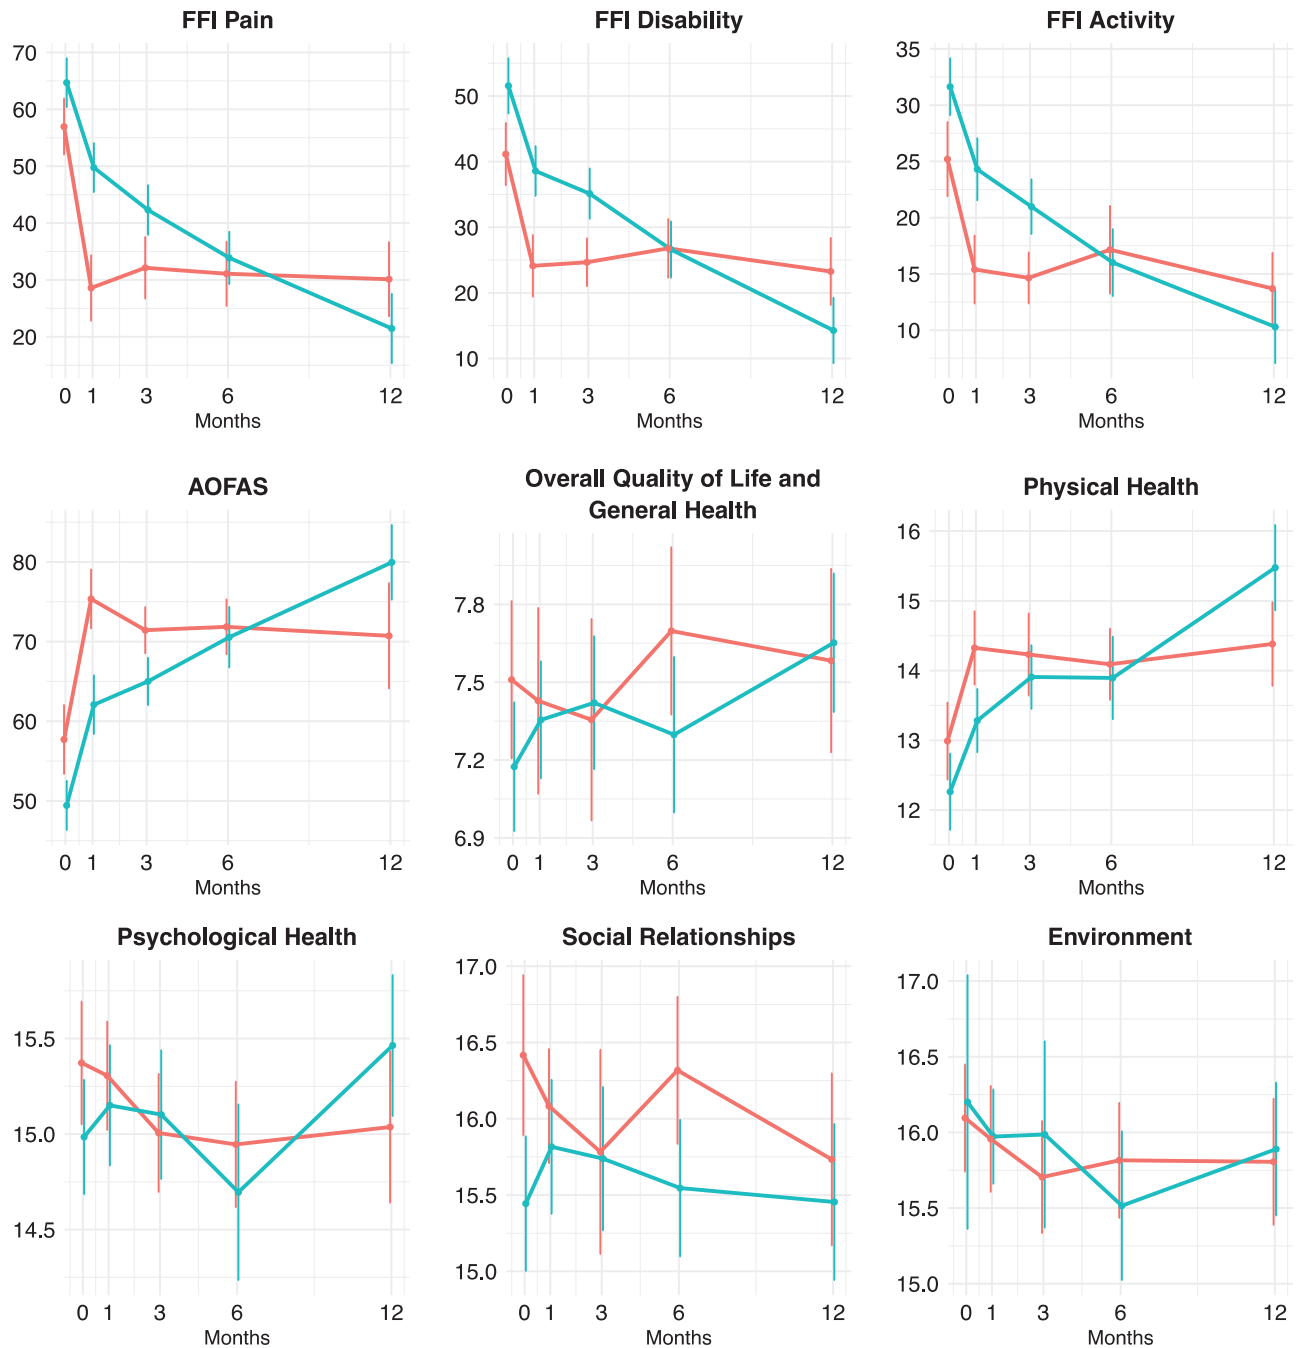 FFI Pain
70
60
50
40
30
20
0 1 3 6 12
Months
FFI Disability
50
40
30
20
10
0 1 3 6 12
Months
FFI Activity
35
30
25
20
15
10
0 1 3 6 12
Months
AOFAS
80
70
60
50
0 1 3 6 12
Months
Overall Quality of Life and
General Health
7.8
7.5
7.2
6.9
0 1 3 6 12
Months
Physical Health
16
15
14
13
12
0 1 3 6 12
Months
Psychological Health
15.5
15.0
14.5
0 1 3 6 12
Months
Social Relationships
17.0
16.5
16.0
15.5
15.0
0 1 3 6 12
Months
Environment
17.0
16.5
16.0
15.5
15.0
0 1 3 6 12
Months